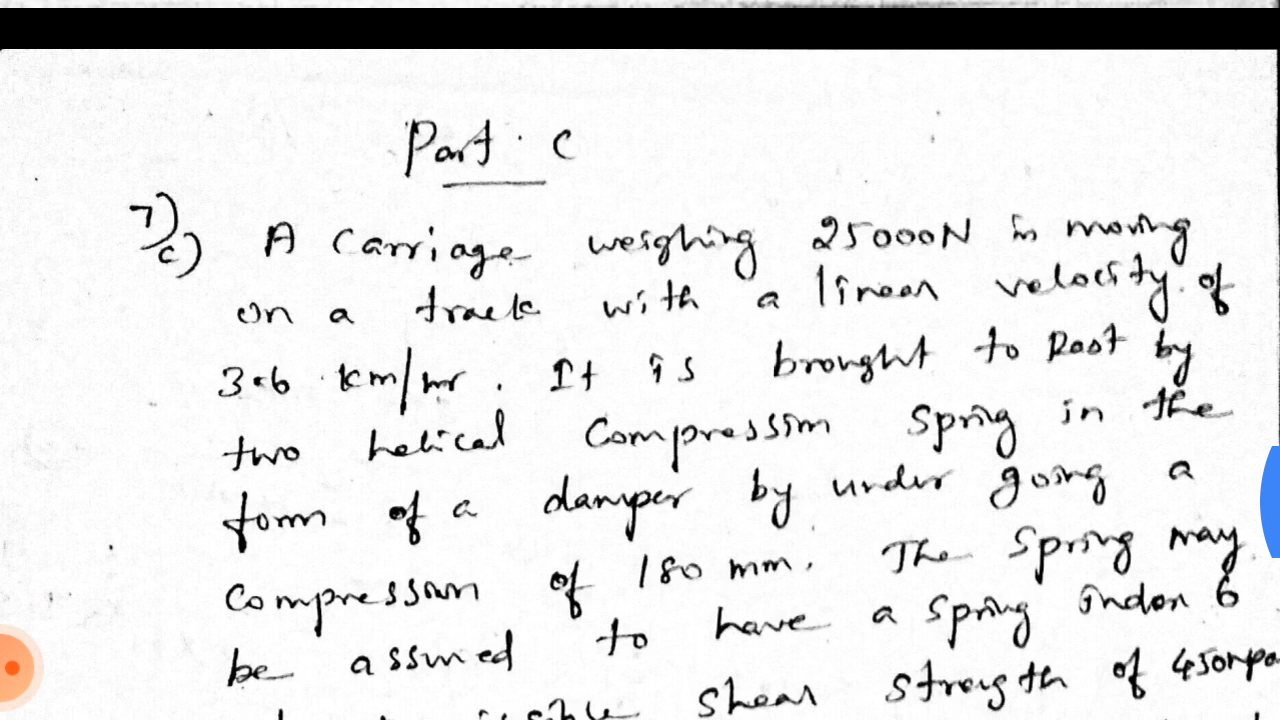 Part. C
7)
c) A Carriage weighing 25000N is moving
on a track with a linear velocity of
3.6 km/hr. It is brought to Rest by
two helical Compression Spring in the
form of a damper by under going a
compression of 180 mm. The Spring may
be assumed to have a Spring index 6
shear strength of 450mpa